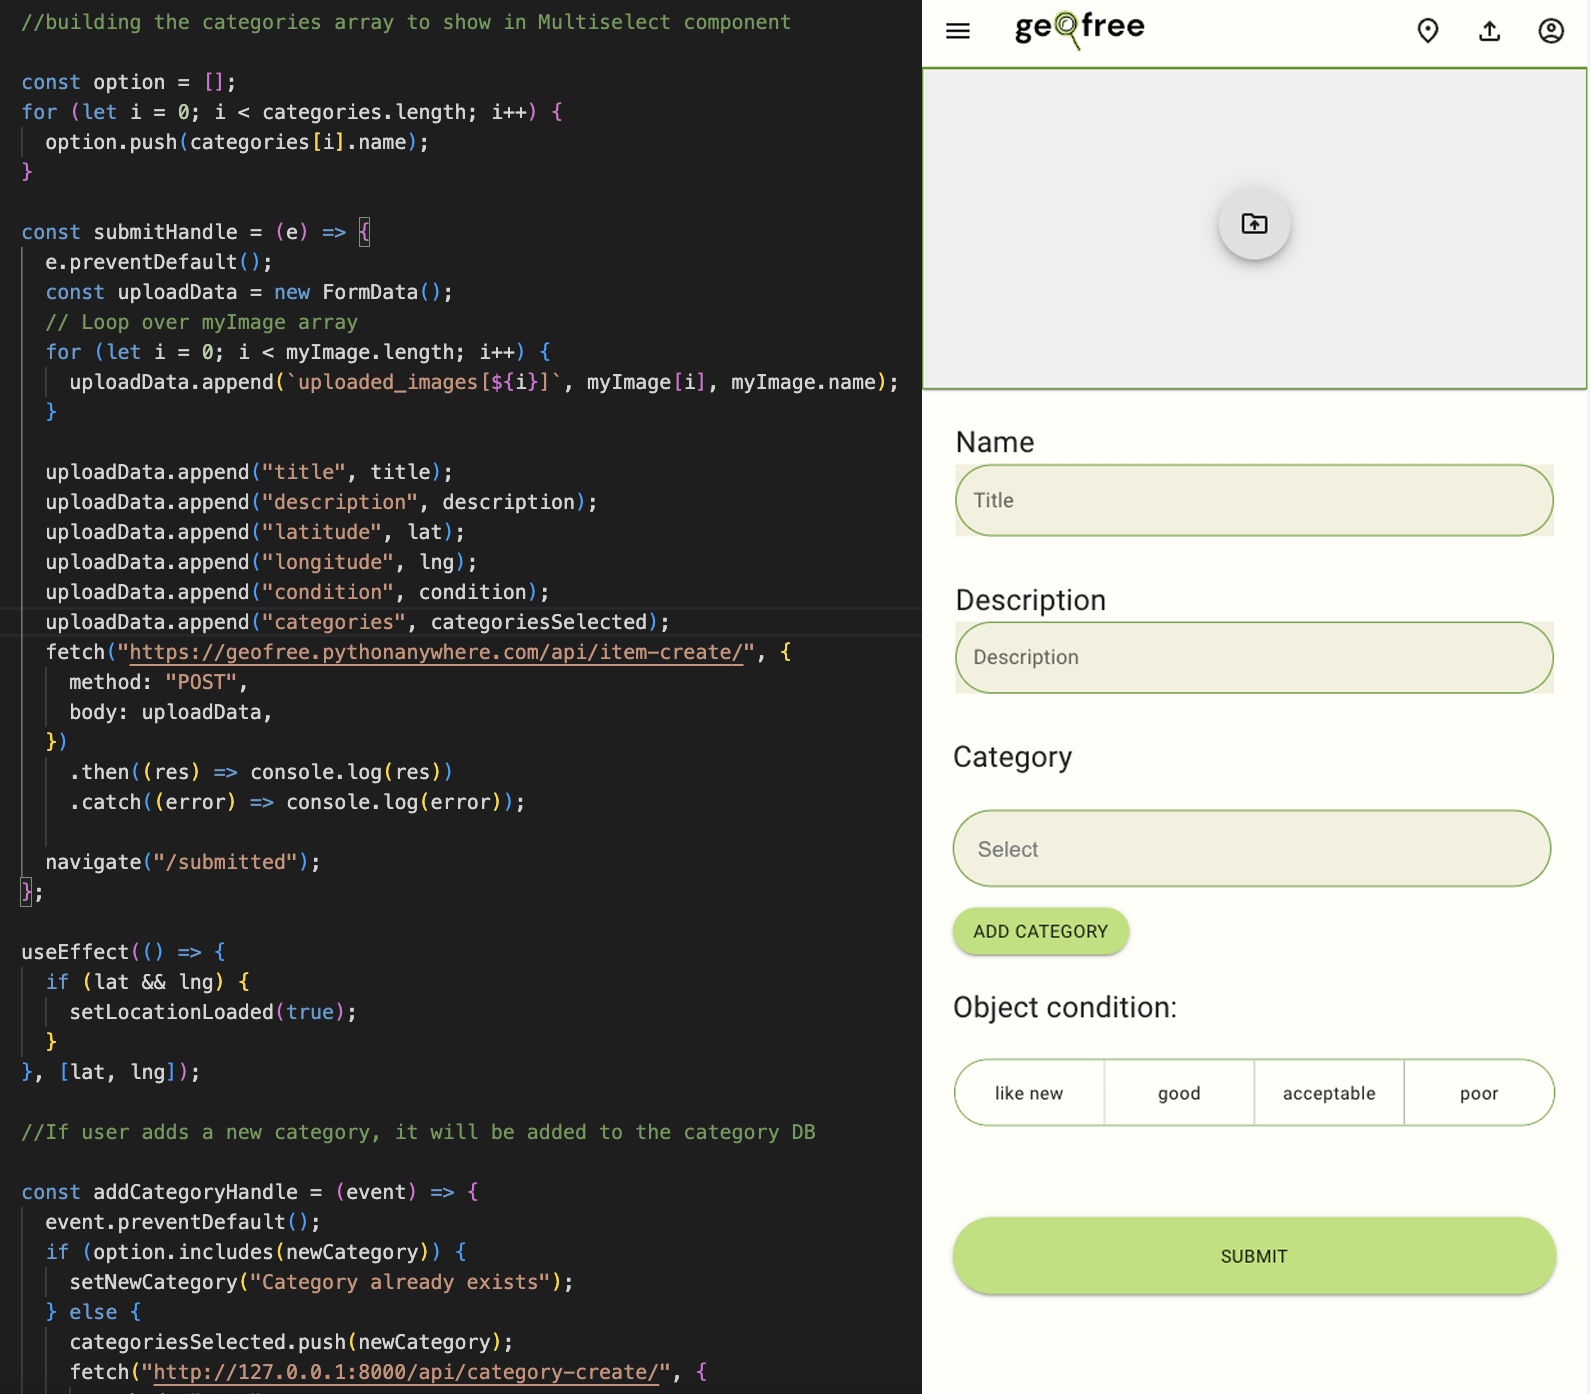 //building the categories array to show in Multiselect component
const option = [];
for (let i = 0; i < categories.length; i++) {
option.push(categories[i].name);
}
const submitHandle = (e) => {
e.preventDefault();
const uploadData = new FormData();
// Loop over myImage array
for (let i = 0; i < myImage.length; i++) {
uploadData.append(`uploaded_images[${i}]`, myImage[i], myImage.name);
}
uploadData.append("title", title);
uploadData.append("description", description);
uploadData.append("latitude", lat);
uploadData.append("longitude", lng);
uploadData.append("condition", condition);
uploadData.append("categories", categoriesSelected);
fetch("https://geofree.pythonanywhere.com/api/item-create/", {
method: "POST",
body: uploadData,
})
.then((res) => console.log(res))
.catch((error) => console.log(error));
navigate("/submitted");
};
useEffect(() => {
if (lat && lng) {
setLocationLoaded(true);
}
}, [lat, lng]);
//If user adds a new category, it will be added to the category DB
const addCategoryHandle = (event) => {
event.preventDefault();
if (option.includes(newCategory)) {
setNewCategory("Category already exists");
} else {
categoriesSelected.push(newCategory);
fetch("http://127.0.0.1:8000/api/category-create/", {
geofree
Name
Title
Description
Description
Category
Select
ADD CATEGORY
Object condition:
like new
good
acceptable
poor
SUBMIT